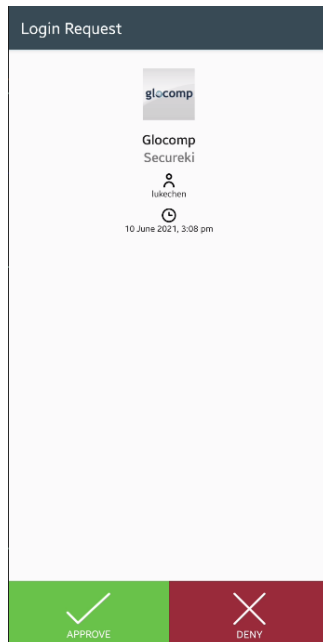 Login Request
glocomp
Glocomp
Secureki
lukechen
10 June 2021, 3:08 pm
APPROVE DENY